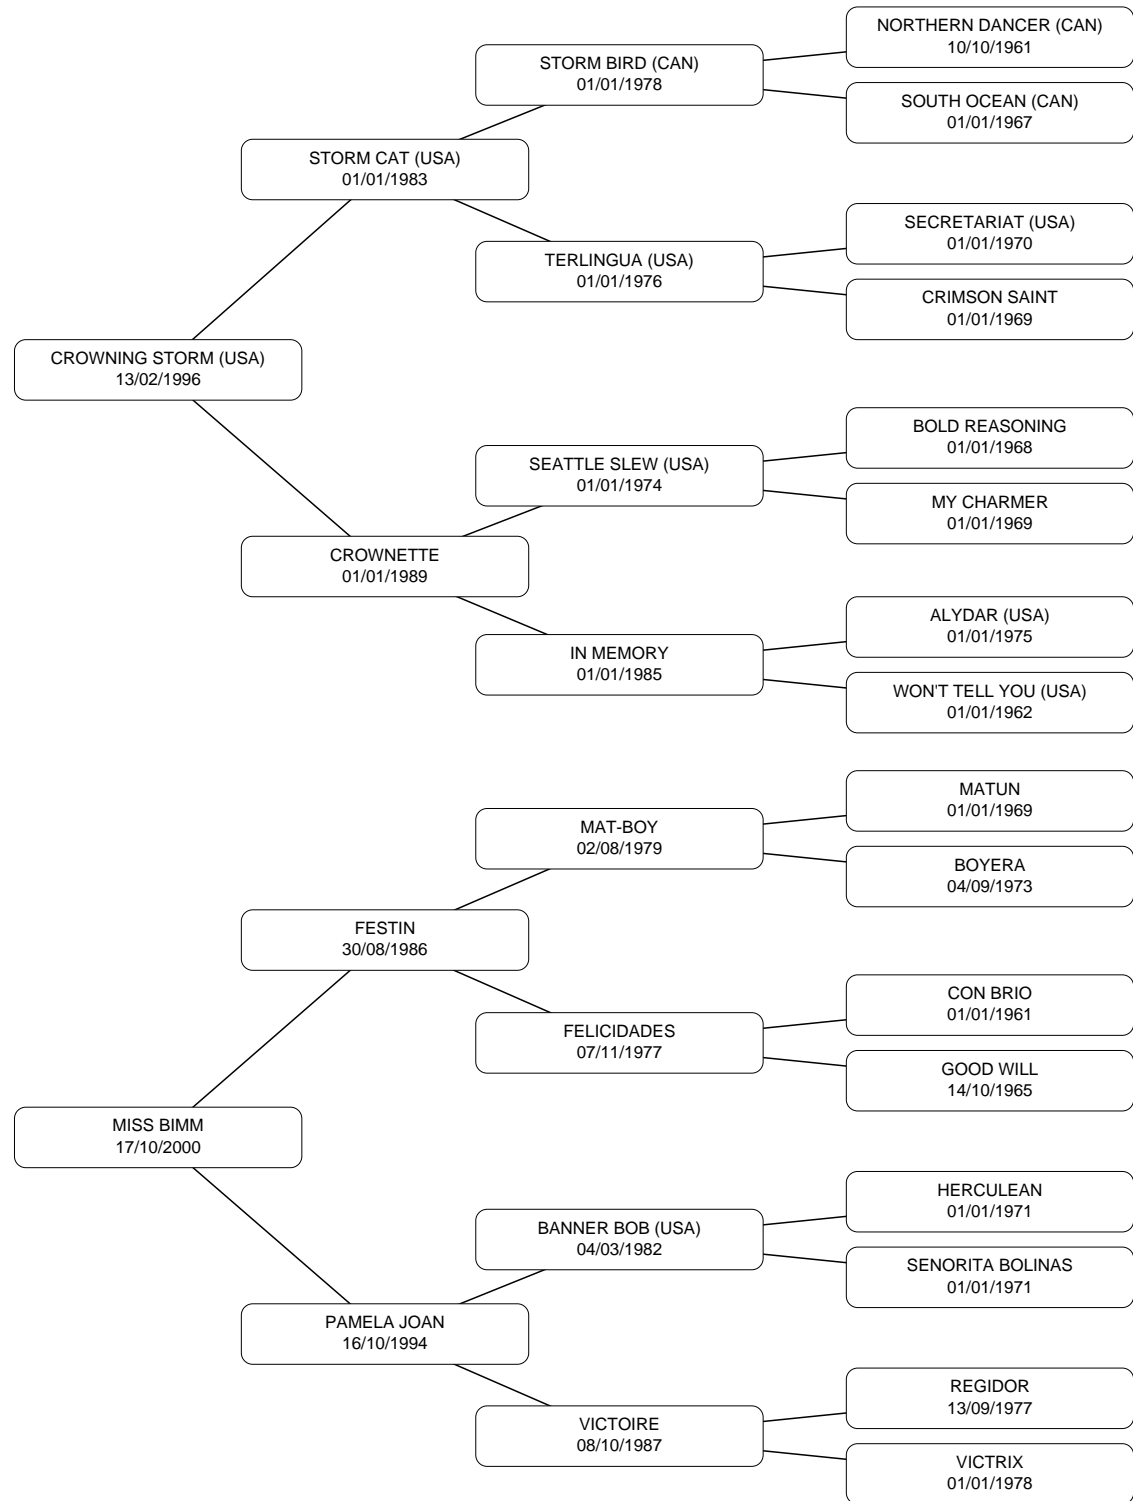 NORTHERN DANCER (CAN)
10/10/1961
STORM BIRD (CAN)
01/01/1978
SOUTH OCEAN (CAN)
01/01/1967
STORM CAT (USA)
01/01/1983
SECRETARIAT (USA)
01/01/1970
TERLINGUA (USA)
01/01/1976
CRIMSON SAINT
01/01/1969
CROWNING STORM (USA)
13/02/1996
BOLD REASONING
01/01/1968
SEATTLE SLEW (USA)
01/01/1974
MY CHARMER
01/01/1969
CROWNETTE
01/01/1989
ALYDAR (USA)
01/01/1975
IN MEMORY
01/01/1985
WON'T TELL YOU (USA)
01/01/1962
MATUN
01/01/1969
MAT-BOY
02/08/1979
BOYERA
04/09/1973
FESTIN
30/08/1986
CON BRIO
01/01/1961
FELICIDADES
07/11/1977
GOOD WILL
14/10/1965
MISS BIMM
17/10/2000
HERCULEAN
01/01/1971
BANNER BOB (USA)
04/03/1982
SENORITA BOLINAS
01/01/1971
PAMELA JOAN
16/10/1994
REGIDOR
13/09/1977
VICTOIRE
08/10/1987
VICTRIX
01/01/1978